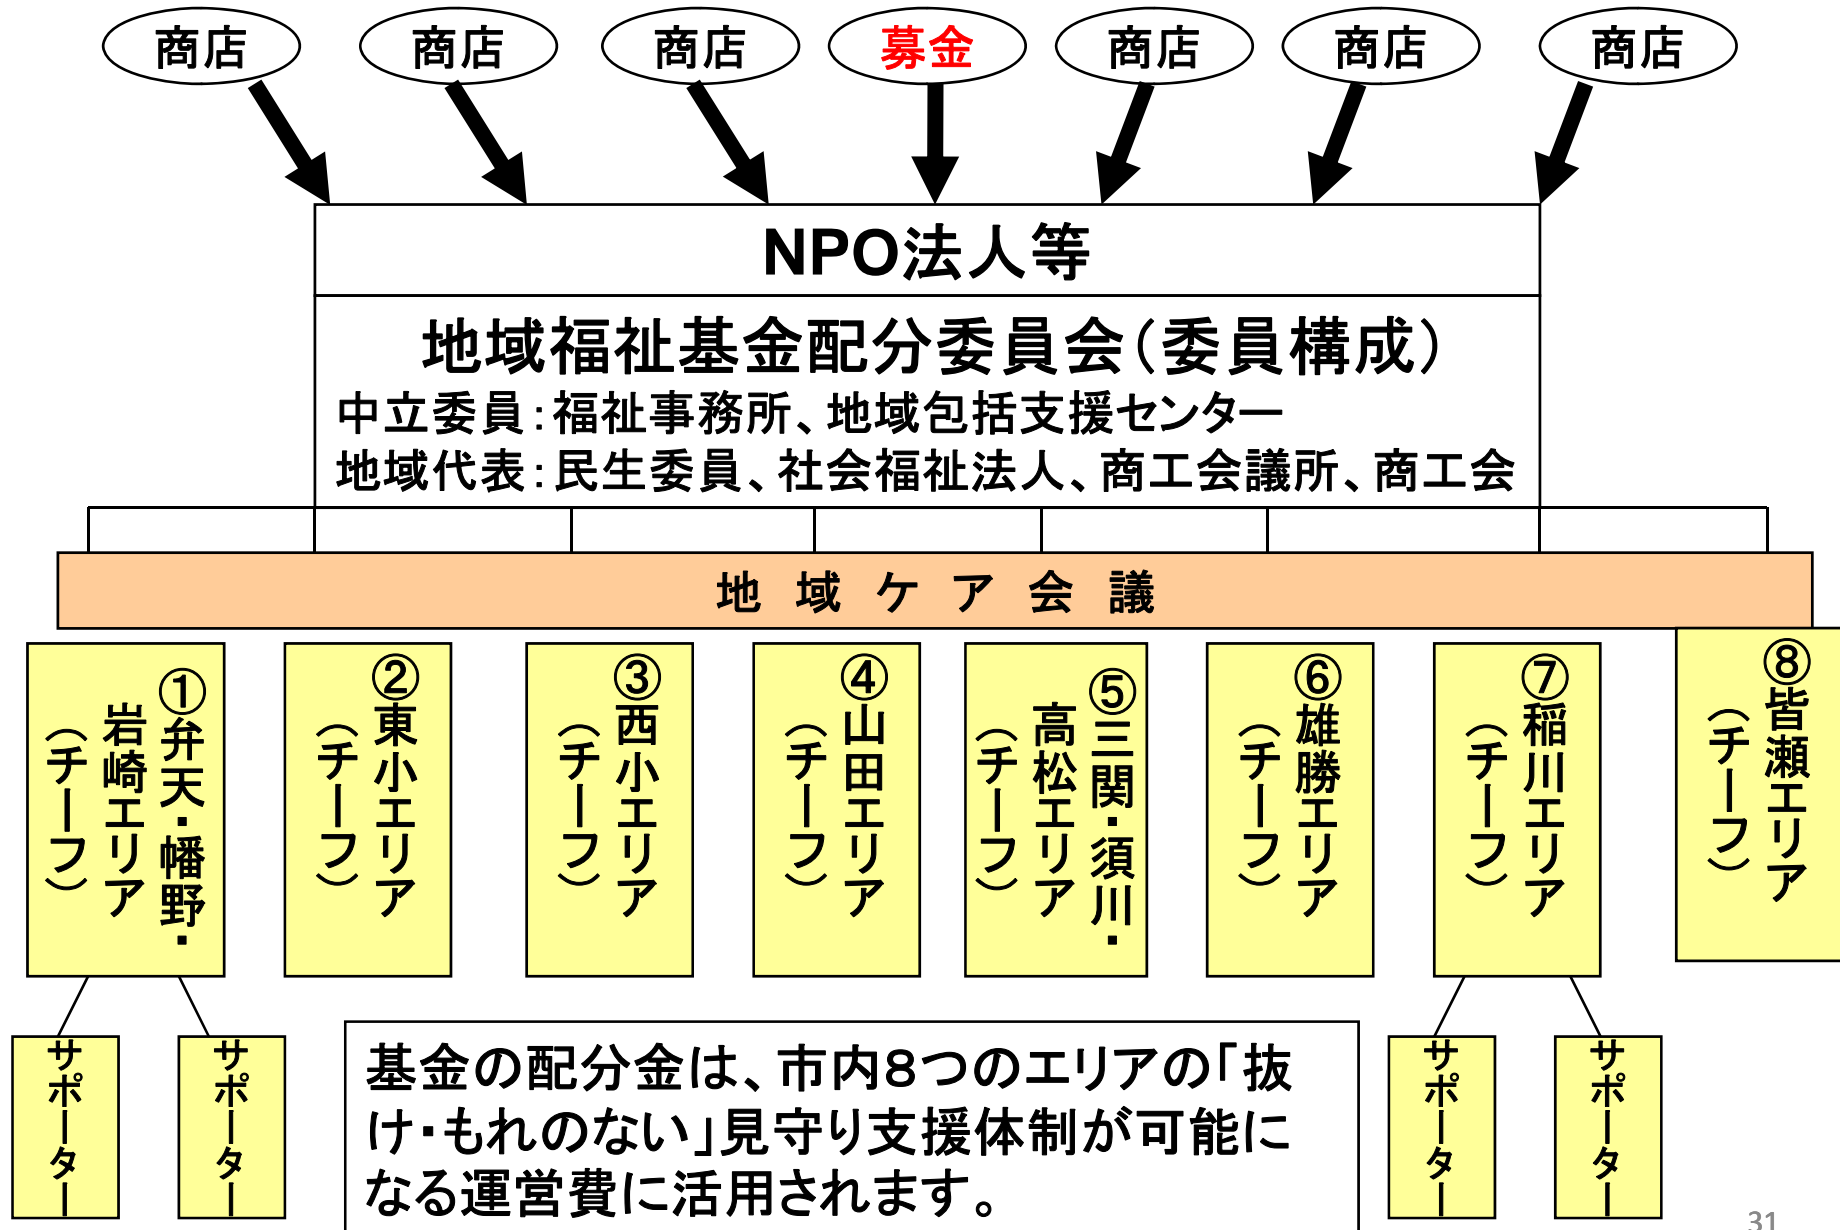 商店
商店
商店
募金
商店
商店
商店
NPO法人等
地域福祉基金配分委員会（委員構成）
中立委員：福祉事務所、地域包括支援センター
地域代表：民生委員、社会福祉法人、商工会議所、商工会
地域ケア会議
①弁天・幡野・
岩崎エリア
（チーフ）
②東小エリア
（チーフ）
③西小エリア
（チーフ）
④山田エリア
（チーフ）
⑤三関・須川・
高松エリア
（チーフ）
⑥雄勝エリア
（チーフ）
⑦稲川エリア
（チーフ）
⑧皆瀬エリア
（チーフ）
サポーター
サポーター
基金の配分金は、市内８つのエリアの「抜
け・もれのない」見守り支援体制が可能に
なる運営費に活用されます。
サポーター
サポーター
31